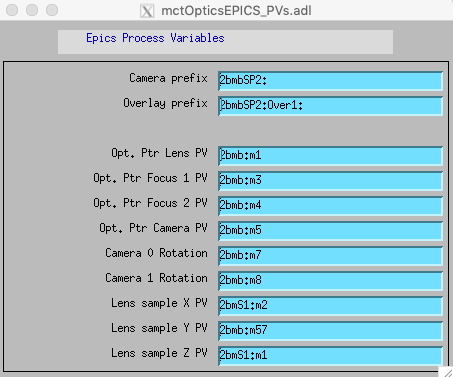 mctOpticsEPICS_PVs.adl
Epics Process Variables
Camera prefix 2bmbSP2:
Overlay prefix 2bmbSP2:Over1:
Opt. Ptr Lens PV 2bmb:m1
Opt. Ptr Focus 1 PV 2bmb:m3
Opt. Ptr Focus 2 PV 2bmb:m4
Opt. Ptr Camera PV 2bmb:m5
Camera 0 Rotation 2bmb:m7
Camera 1 Rotation 2bmb:m8
Lens sample X PV 2bmS1:m2
Lens sample Y PV 2bmb:m57
Lens sample Z PV 2bmS1:m1